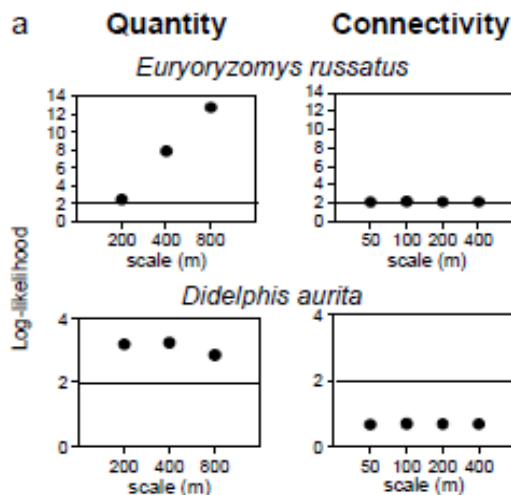 a Quantity Connectivity
Euryoryzomys russatus
14 14
12 12
10 10
8 8
6 6
4 4
2 2
0 0
200 400 800 50 100 200 400
scale (m) scale (m)
Log-likelihood
Didelphis aurita
4 4
2 2
0 0
200 400 800 50 100 200 400
scale (m) scale (m)